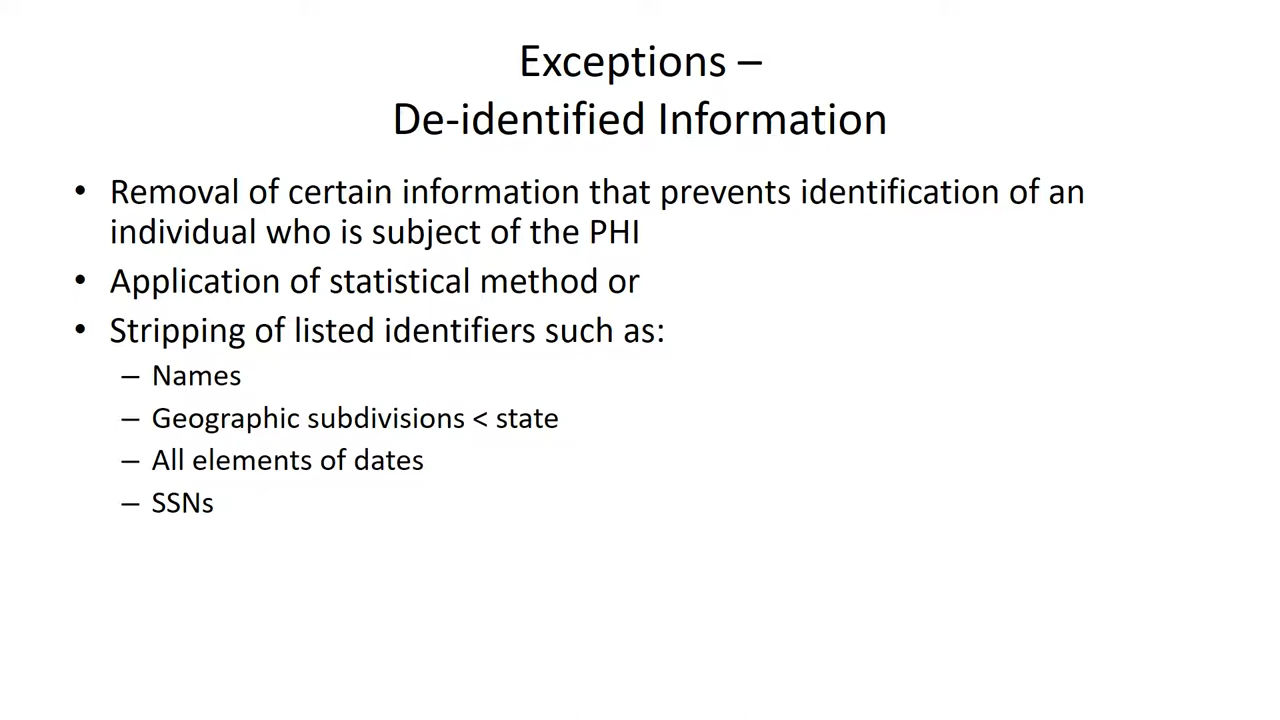 Exceptions –
De-identified Information
• Removal of certain information that prevents identification of an
individual who is subject of the PHI
• Application of statistical method or
• Stripping of listed identifiers such as:
– Names
– Geographic subdivisions < state
– All elements of dates
– SSNs